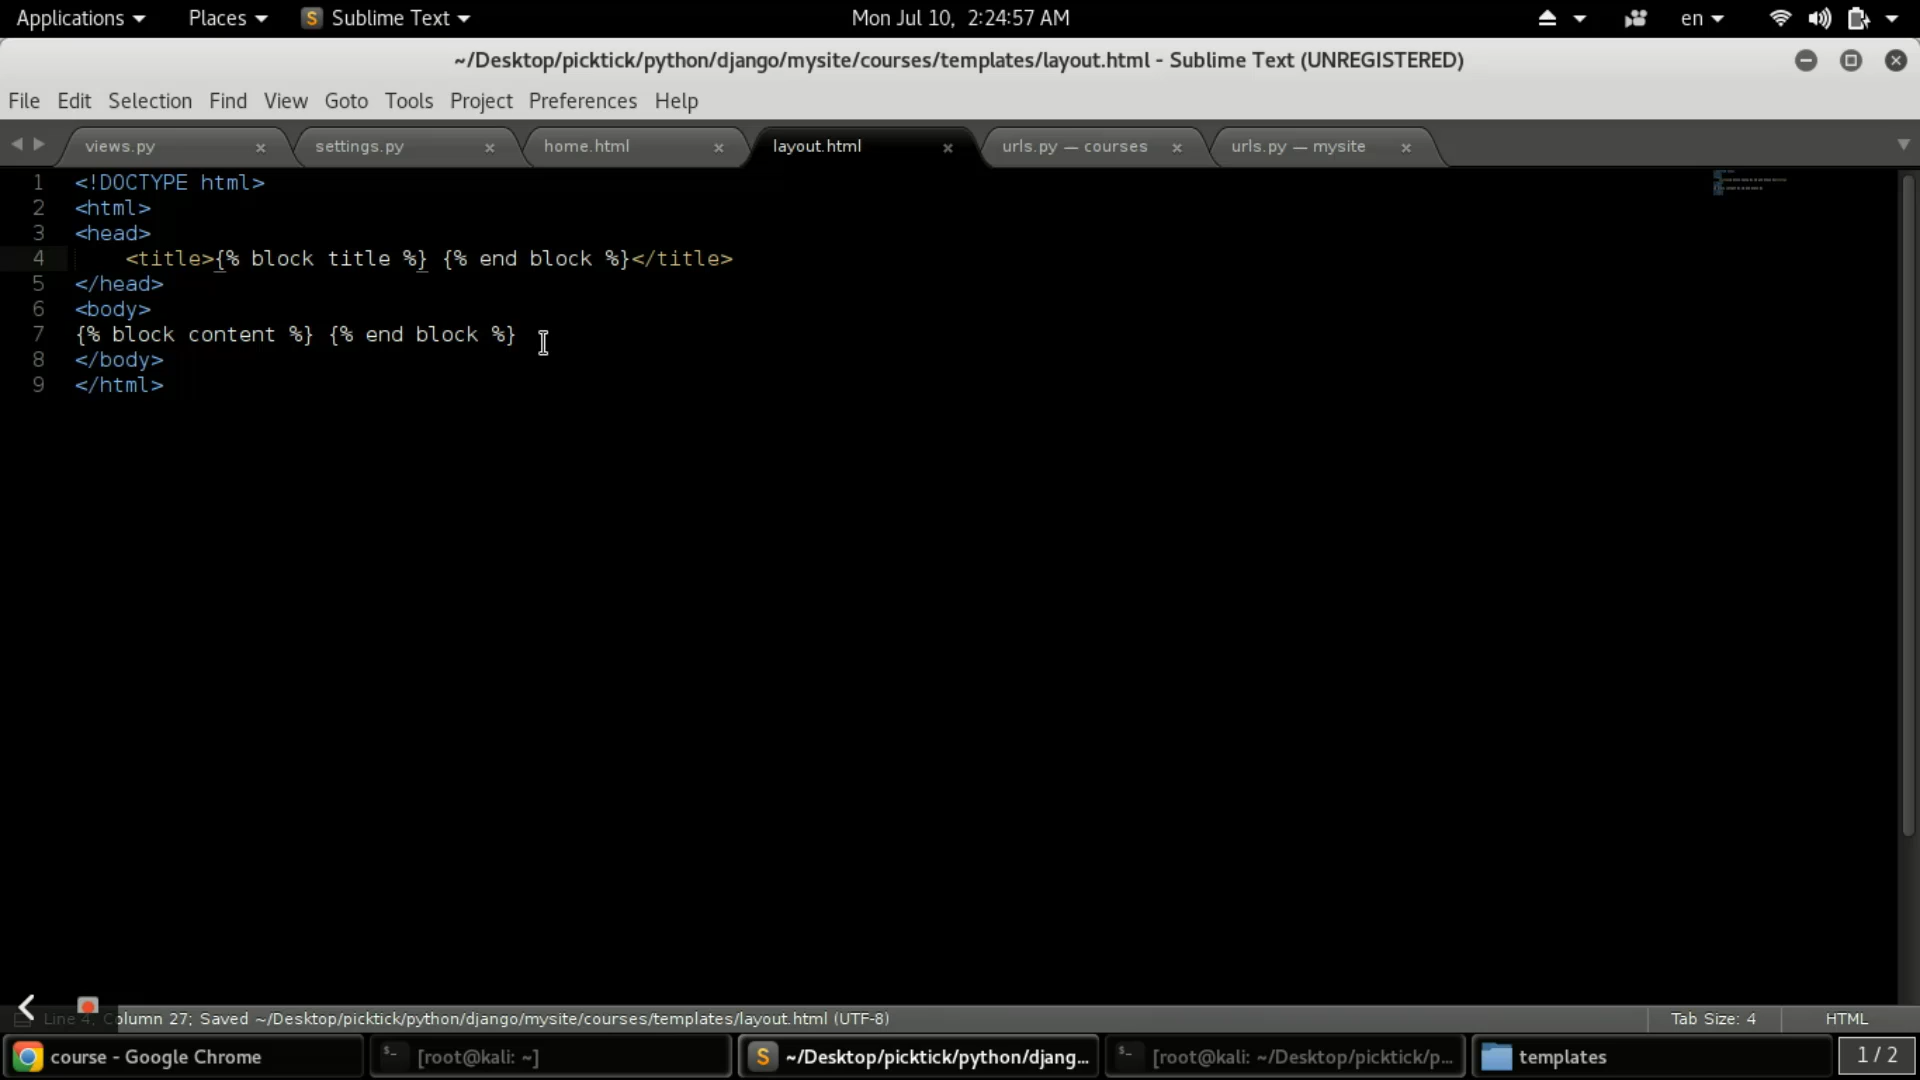 Applications Places Sublime Text Mon Jul 10, 2:24:57 AM en
~/Desktop/picktick/python/django/mysite/courses/templates/layout.html - Sublime Text (UNREGISTERED)
File Edit Selection Find View Goto Tools Project Preferences Help
views.py × settings.py × home.html × layout.html × urls.py — courses × urls.py — mysite ×
1 <!DOCTYPE html>
2 <html>
3 <head>
4 <title>{% block title %} {% end block %}</title>
5 </head>
6 <body>
7 {% block content %} {% end block %}
8 </body>
9 </html>
Line 4, Column 27; Saved ~/Desktop/picktick/python/django/mysite/courses/templates/layout.html (UTF-8) Tab Size: 4 HTML
course - Google Chrome [root@kali: ~] ~/Desktop/picktick/python/djang... [root@kali: ~/Desktop/picktick/p... templates 1 / 2